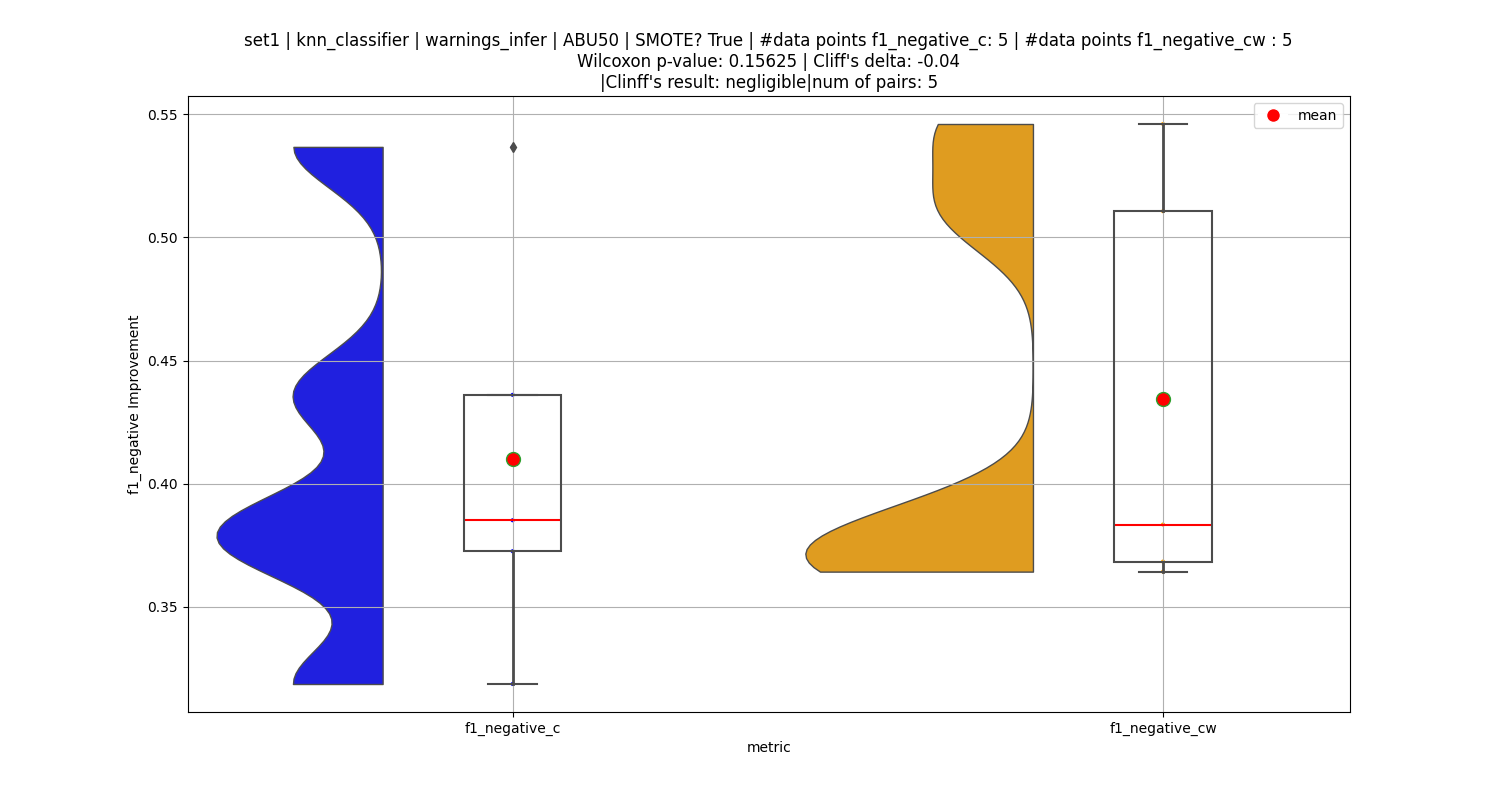 set1 | knn_classifier | warnings_infer | ABU50 | SMOTE? True | #data points f1_negative_c: 5 | #data points f1_negative_cw : 5
Wilcoxon p-value: 0.15625 | Cliff's delta: -0.04
|Clinff's result: negligible|num of pairs: 5
mean
f1_negative Improvement
0.55
0.50
0.45
0.40
0.35
f1_negative_c
f1_negative_cw
metric